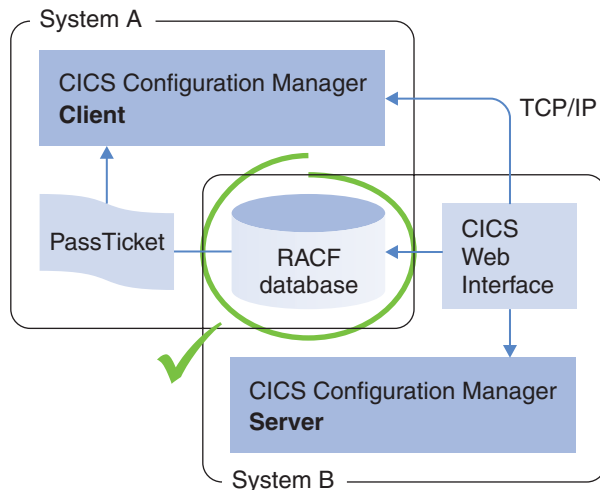 System A
CICS Configuration Manager
Client
TCP/IP
PassTicket
RACF
database
CICS
Web
Interface
CICS Configuration Manager
Server
System B